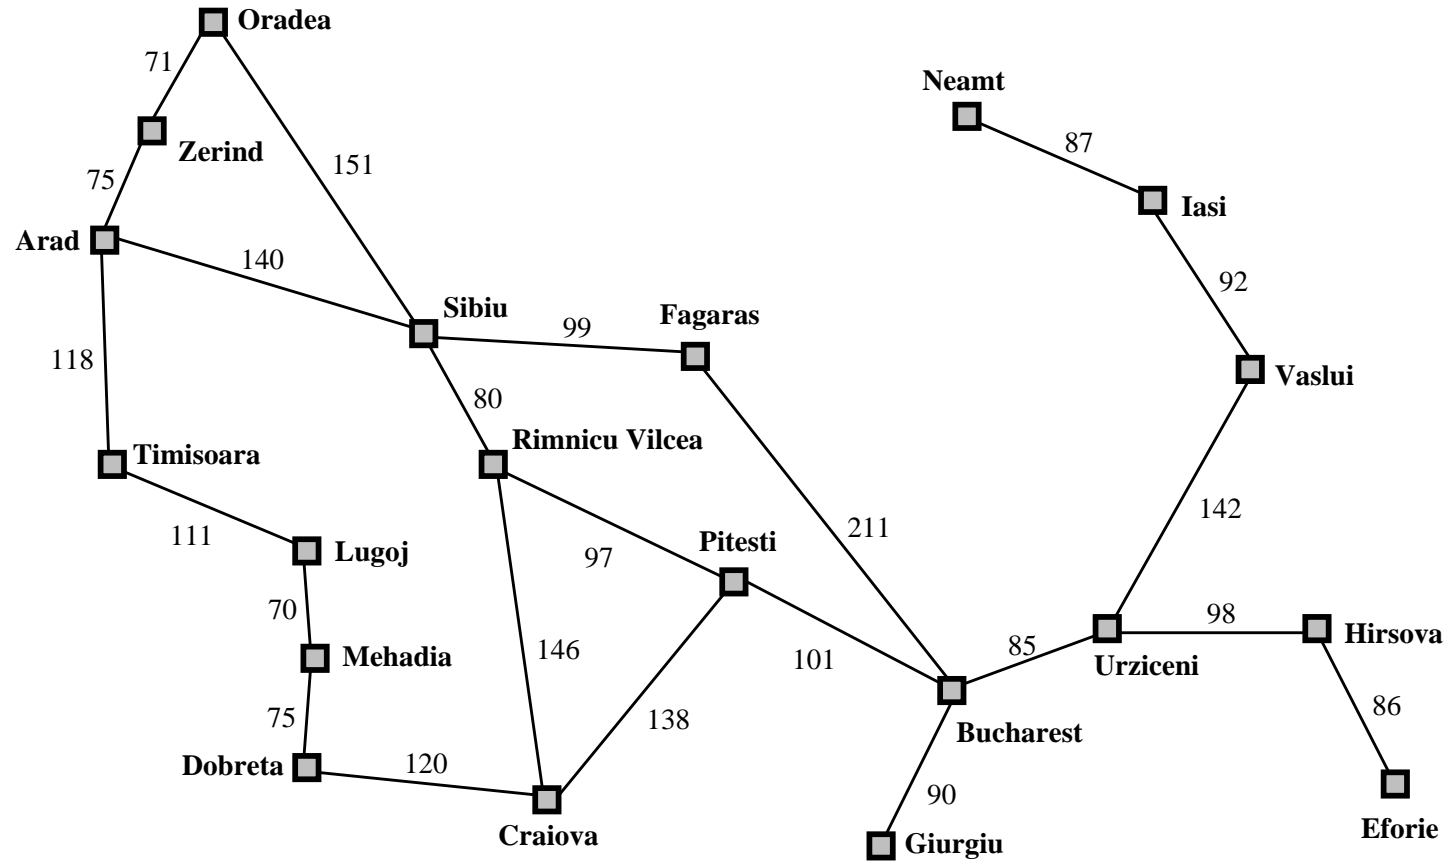 Oradea
71
Neamt
87
Zerind
151
75
Iasi
Arad
140
92
Sibiu
Fagaras
99
118
Vaslui
80
Rimnicu Vilcea
Timisoara
142
211
111
Pitesti
Lugoj
97
70
98
Hirsova
85
146
Mehadia
101
Urziceni
86
75
138
Bucharest
Dobreta
120
90
Craiova
Eforie
Giurgiu